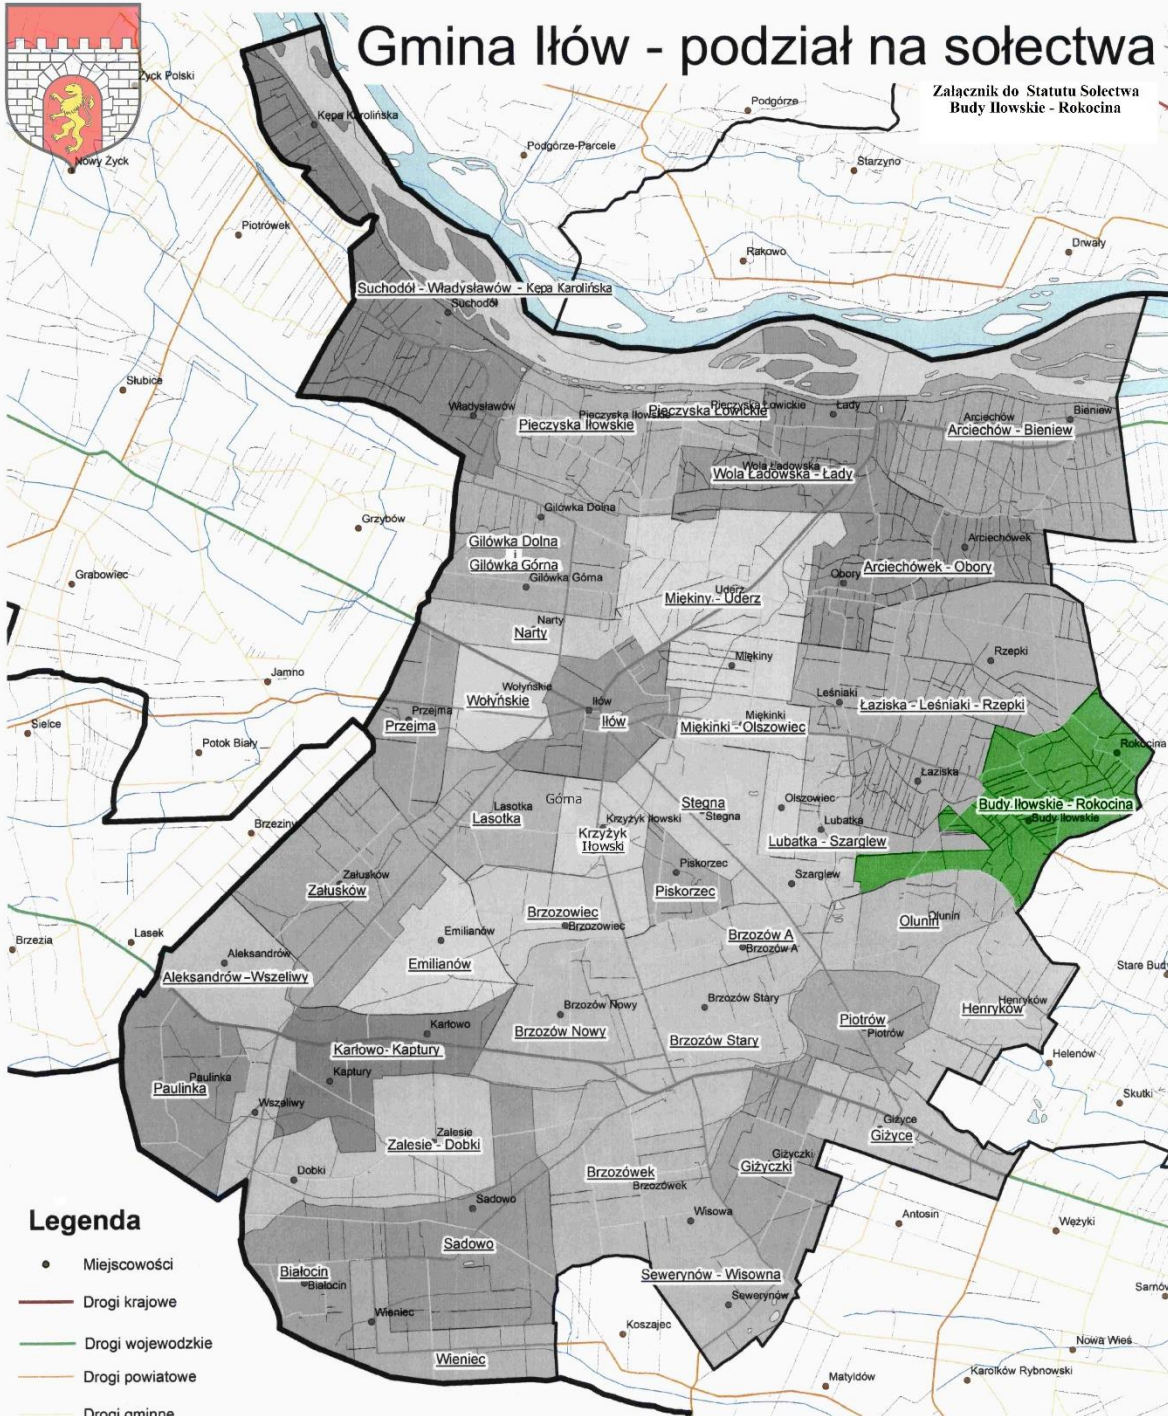 Gmina Iłów - podział na sołectwa
Załącznik do Statutu Sołectwa
Budy Iłowskie - Rokocina
Życk Polski
Nowy Życk
Kępa Karolińska
Podgórze
Podgórze-Parcele
Starzyno
Piotrówek
Rakowo
Drwały
Suchodół - Władysławów - Kępa Karolińska
Suchodół
Słubice
Władysławów
Pieczyska Iłowskie
Pieczyska Iłowskie
Pieczyska Łowickie
Pieczyska Łowickie
Łady
Arciechów
Bieniew
Arciechów - Bieniew
Wola Ładowska
Wola Ładowska - Łady
Gilówka Dolna
Grzybów
Gilówka Dolna
i
Gilówka Górna
Gilówka Górna
Arciechówek
Arciechówek - Obory
Obory
Grabowiec
Uderz
Miękiny - Uderz
Narty
Narty
Miękiny
Rzepki
Jamno
Wołyńskie
Wołyńskie
Leśniaki
Łaziska - Leśniaki - Rzepki
Iłów
Iłów
Przejma
Przejma
Miękinki
Miękinki - Olszowiec
Sielce
Potok Biały
Rokocina
Łaziska
Górna
Lasotka
Lasotka
Stegna
Stegna
Olszowiec
Budy Iłowskie - Rokocina
Budy Iłowskie
Brzeziny
Krzyżyk Iłowski
Krzyżyk
Iłowski
Lubatka
Lubatka - Szarglew
Załusków
Załusków
Piskorzec
Piskorzec
Szarglew
Brzozowiec
Brzozowiec
Olunin
Olunin
Brzezia
Lasek
Emilianów
Emilianów
Brzozów A
Brzozów A
Aleksandrów
Aleksandrów - Wszeliwy
Stare Budy
Brzozów Nowy
Brzozów Nowy
Brzozów Stary
Brzozów Stary
Henryków
Henryków
Piotrów
Piotrów
Karłowo
Karłowo - Kaptury
Kaptury
Helenów
Paulinka
Paulinka
Wszeliwy
Skutki
Zalesie
Zalesie - Dobki
Giżyce
Giżyce
Dobki
Brzozówek
Brzozówek
Giżyczki
Giżyczki
Sadowo
Sadowo
Wisowa
Antosin
Wężyki
Legenda
Miejscowości
Drogi krajowe
Drogi wojewodzkie
Drogi powiatowe
Drogi gminne
Białocin
Białocin
Sewerynów - Wisowna
Sewerynów
Wieniec
Wieniec
Koszajec
Nowa Wieś
Matyldów
Karolków Rybnowski